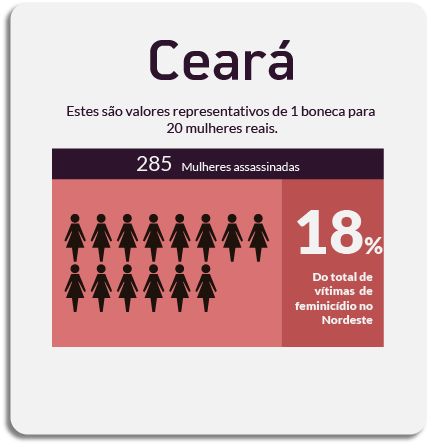 Ceará
Estes são valores representativos de 1 boneca para
20 mulheres reais.
285 Mulheres assassinadas
18%
Do total de
vítimas de
feminicídio no
Nordeste